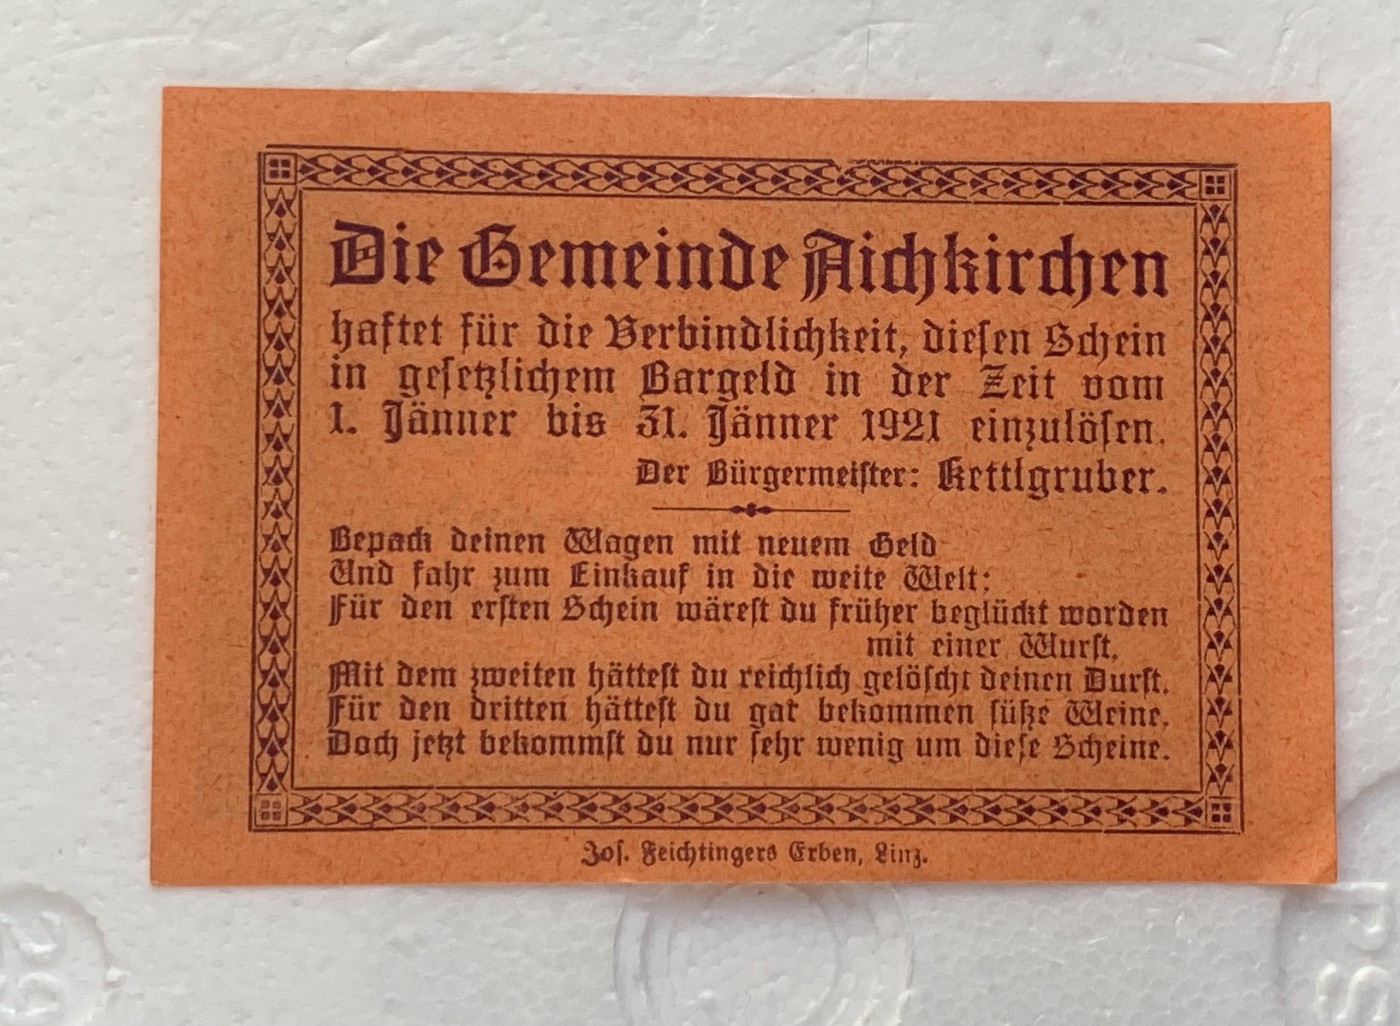 Die Gemeinde Aichkirchen
haftet für die Verbindlichkeit, diesen Schein
in gesetzlichem Bargeld in der Zeit vom
1. Jänner bis 31. Jänner 1921 einzulösen.
Der Bürgermeister: Kettlgruber.
Bepack deinen Wagen mit neuem Geld
Und fahr zum Einkauf in die weite Welt;
Für den ersten Schein wärest du früher beglückt worden
mit einer Wurst,
Mit dem zweiten hättest du reichlich gelöscht deinen Durst.
Für den dritten hättest du gar bekommen süße Weine,
Doch jetzt bekommst du nur sehr wenig um diese Scheine.
Jos. Feichtingers Erben, Linz.
29
PS